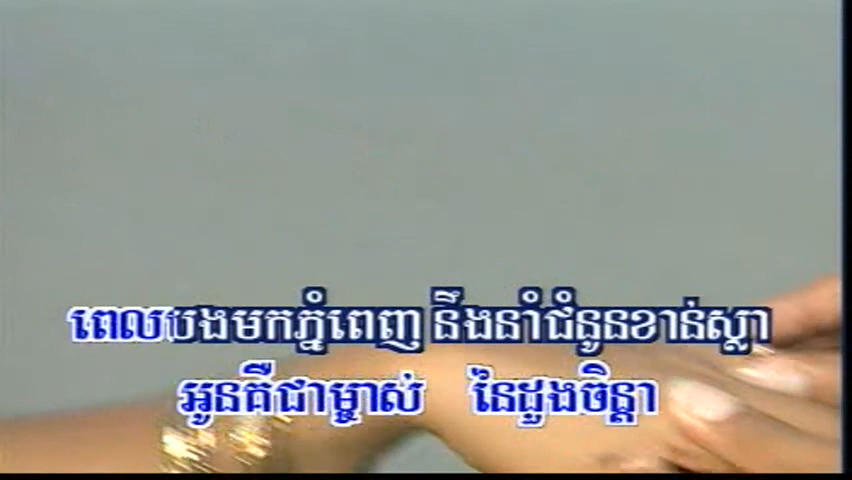 ពេលបងមកភ្នំពេញ នឹងនាំជំនូនខាន់ស្លា
អូនគឺជាម្ចាស់ នៃដួងចិន្តា